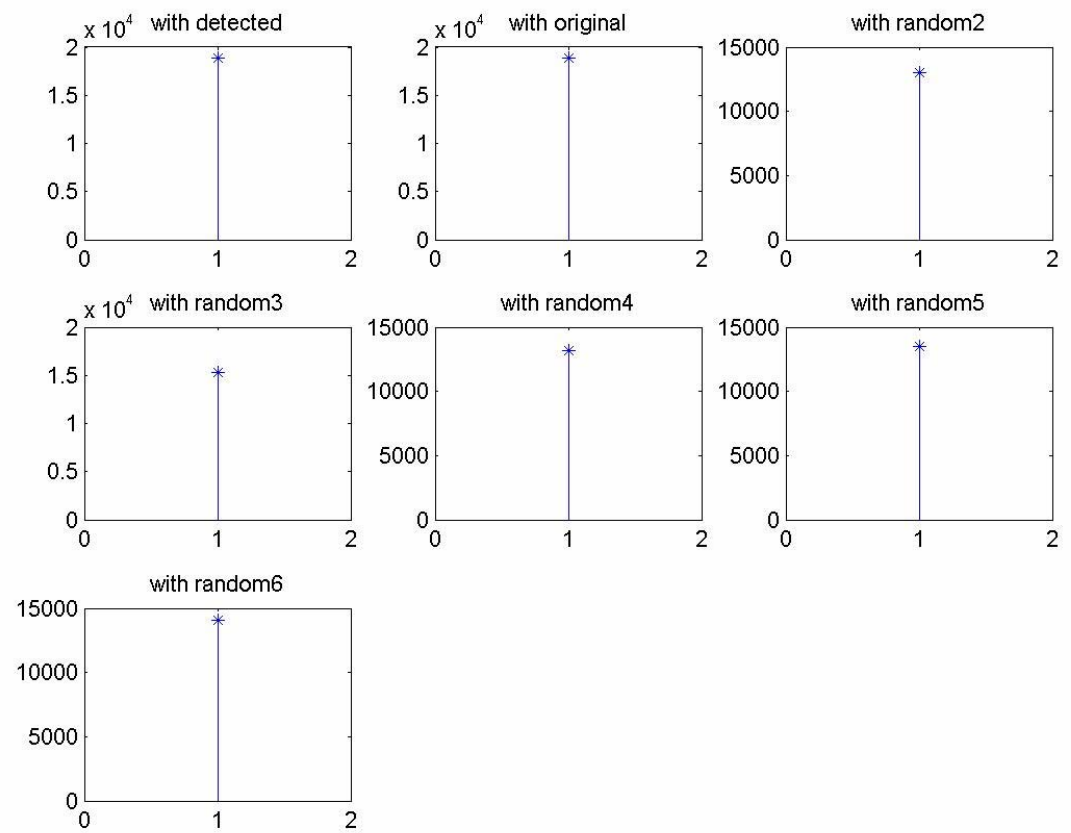 x 10^4 with detected
2
1.5
1
0.5
0
0 1 2
x 10^4 with original
2
1.5
1
0.5
0
0 1 2
with random2
15000
10000
5000
0
0 1 2
x 10^4 with random3
2
1.5
1
0.5
0
0 1 2
with random4
15000
10000
5000
0
0 1 2
with random5
15000
10000
5000
0
0 1 2
with random6
15000
10000
5000
0
0 1 2